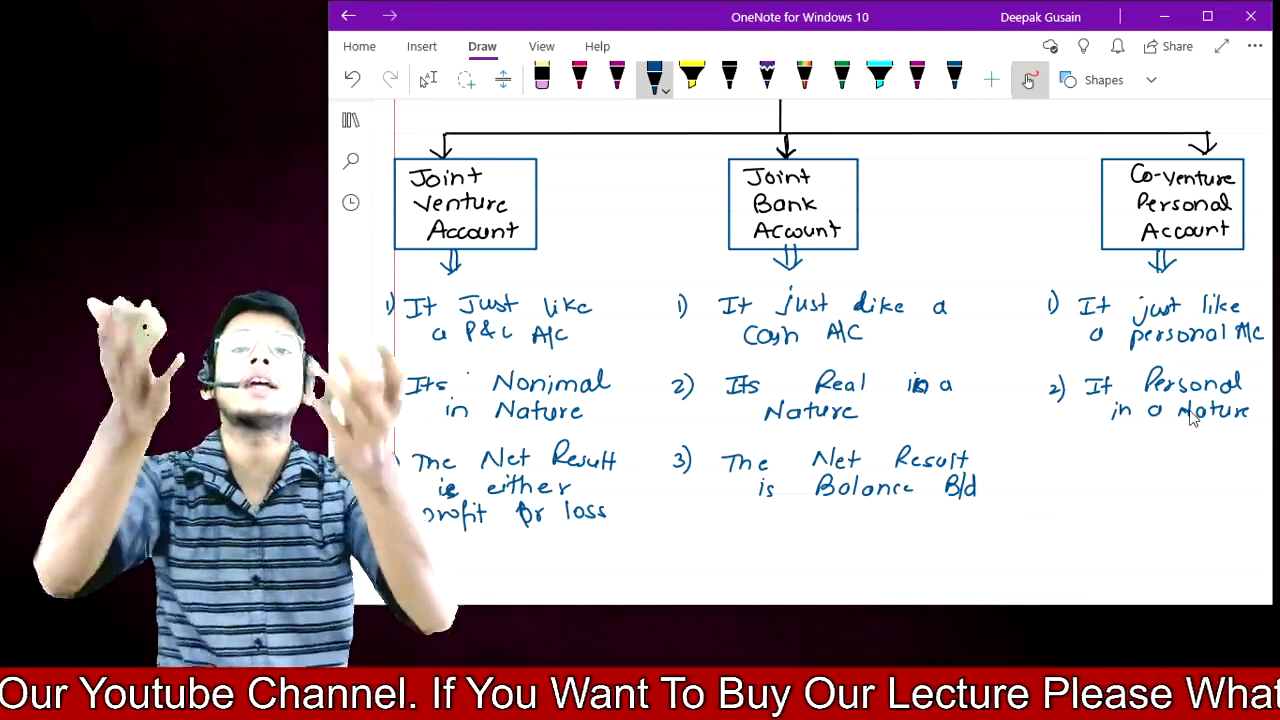 OneNote for Windows 10
Deepak Gusain
Home Insert Draw View Help
Share
Shapes
Joint
Venture
Account
Joint
Bank
Account
Co-venture
Personal
Account
1) It Just like
a P&L A/C
Its Nonimal
in Nature
The Net Result
is either
profit or loss
1) It just like a
Cash A/C
2) Its Real is a
Nature
3) The Net Result
is Balance B/d
1) It just like
a personal A/C
2) It Personal
in a Nature
Our Youtube Channel. If You Want To Buy Our Lecture Please What